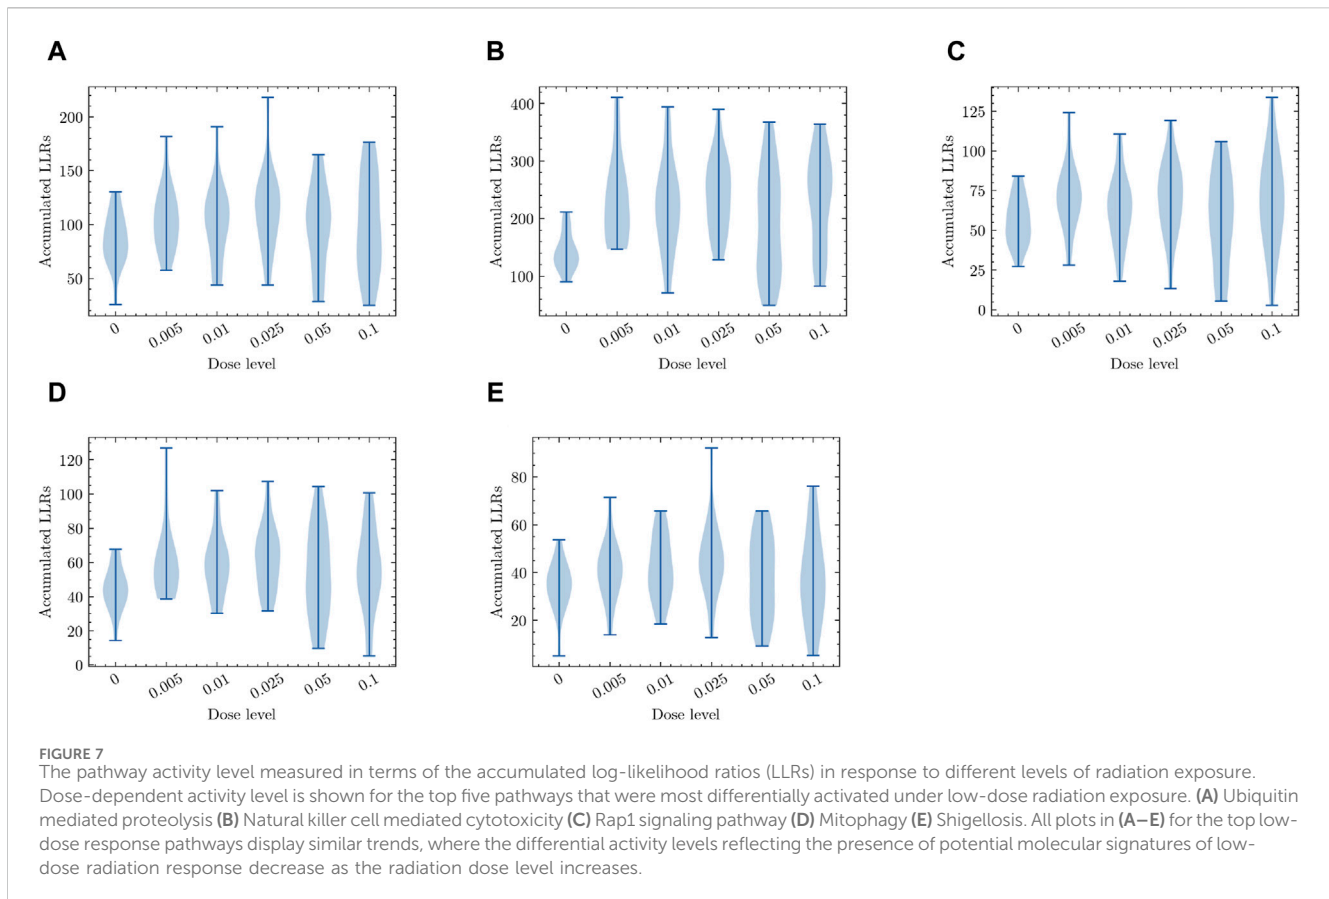 A
B
C
Accumulated LLRs
200
150
100
50
0
0.005
0.01
0.025
0.05
0.1
Dose level
Accumulated LLRs
400
300
200
100
0
0.005
0.01
0.025
0.05
0.1
Dose level
Accumulated LLRs
125
100
75
50
25
0
0
0.005
0.01
0.025
0.05
0.1
Dose level
D
E
Accumulated LLRs
120
100
80
60
40
20
0
0
0.005
0.01
0.025
0.05
0.1
Dose level
Accumulated LLRs
80
60
40
20
0
0.005
0.01
0.025
0.05
0.1
Dose level
FIGURE 7
The pathway activity level measured in terms of the accumulated log-likelihood ratios (LLRs) in response to different levels of radiation exposure.
Dose-dependent activity level is shown for the top five pathways that were most differentially activated under low-dose radiation exposure. (A) Ubiquitin
mediated proteolysis (B) Natural killer cell mediated cytotoxicity (C) Rap1 signaling pathway (D) Mitophagy (E) Shigellosis. All plots in (A–E) for the top low-
dose response pathways display similar trends, where the differential activity levels reflecting the presence of potential molecular signatures of low-
dose radiation response decrease as the radiation dose level increases.